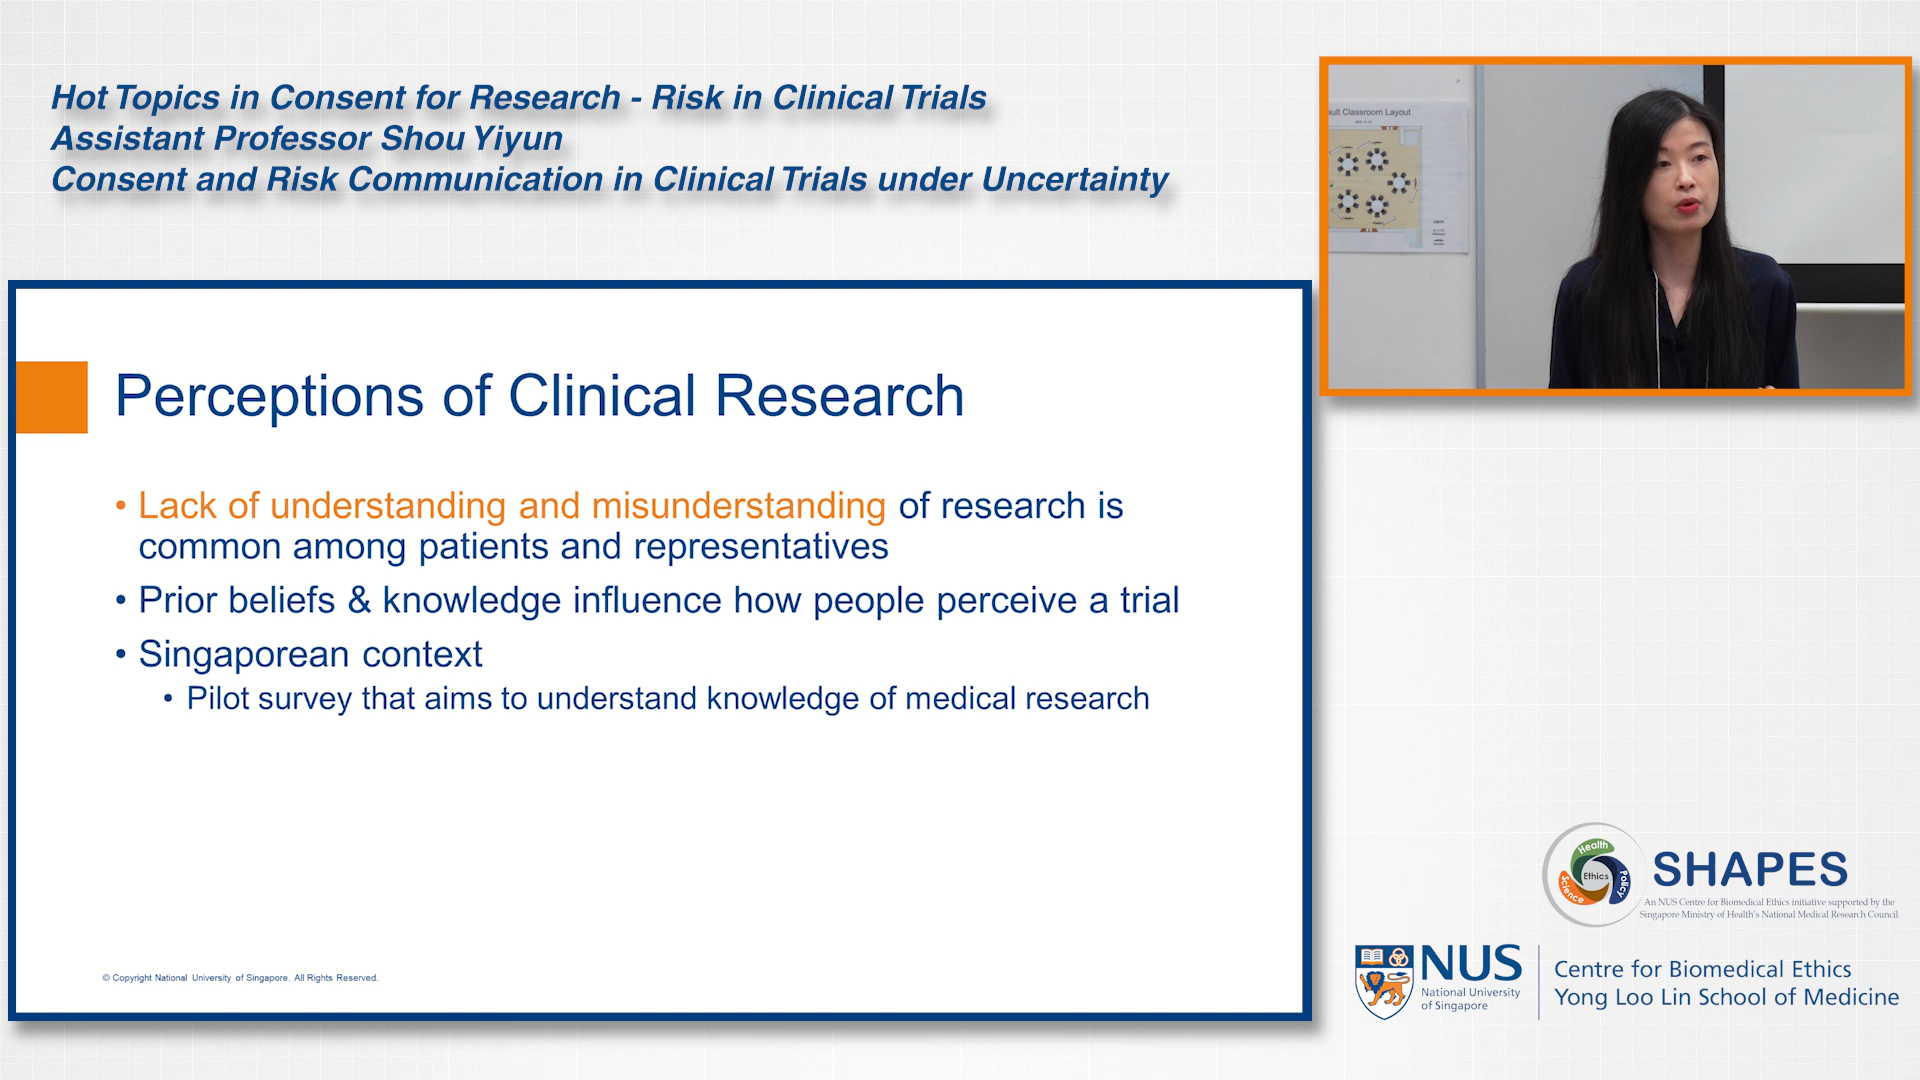 Hot Topics in Consent for Research - Risk in Clinical Trials
Assistant Professor Shou Yiyun
Consent and Risk Communication in Clinical Trials under Uncertainty
ault Classroom Layout
Perceptions of Clinical Research
• Lack of understanding and misunderstanding of research is
common among patients and representatives
• Prior beliefs & knowledge influence how people perceive a trial
• Singaporean context
• Pilot survey that aims to understand knowledge of medical research
© Copyright National University of Singapore. All Rights Reserved.
Health
Ethics
Science
Policy
SHAPES
An NUS Centre for Biomedical Ethics initiative supported by the
Singapore Ministry of Health's National Medical Research Council
NUS
National University
of Singapore
Centre for Biomedical Ethics
Yong Loo Lin School of Medicine